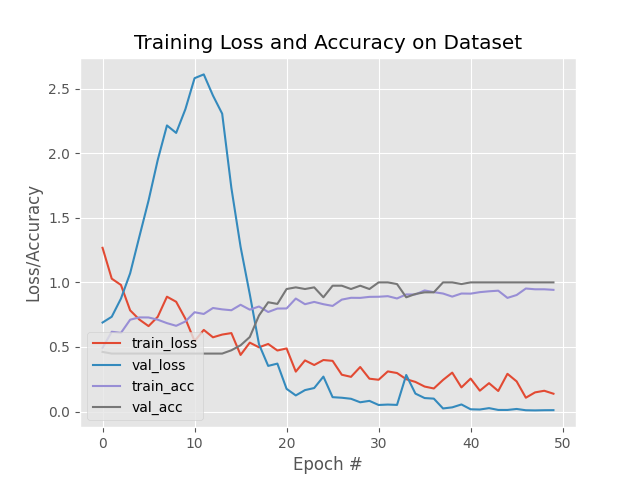 Training Loss and Accuracy on Dataset
Loss/Accuracy
2.5
2.0
1.5
1.0
0.5
0.0
train_loss
val_loss
train_acc
val_acc
0
10
20
30
40
50
Epoch #